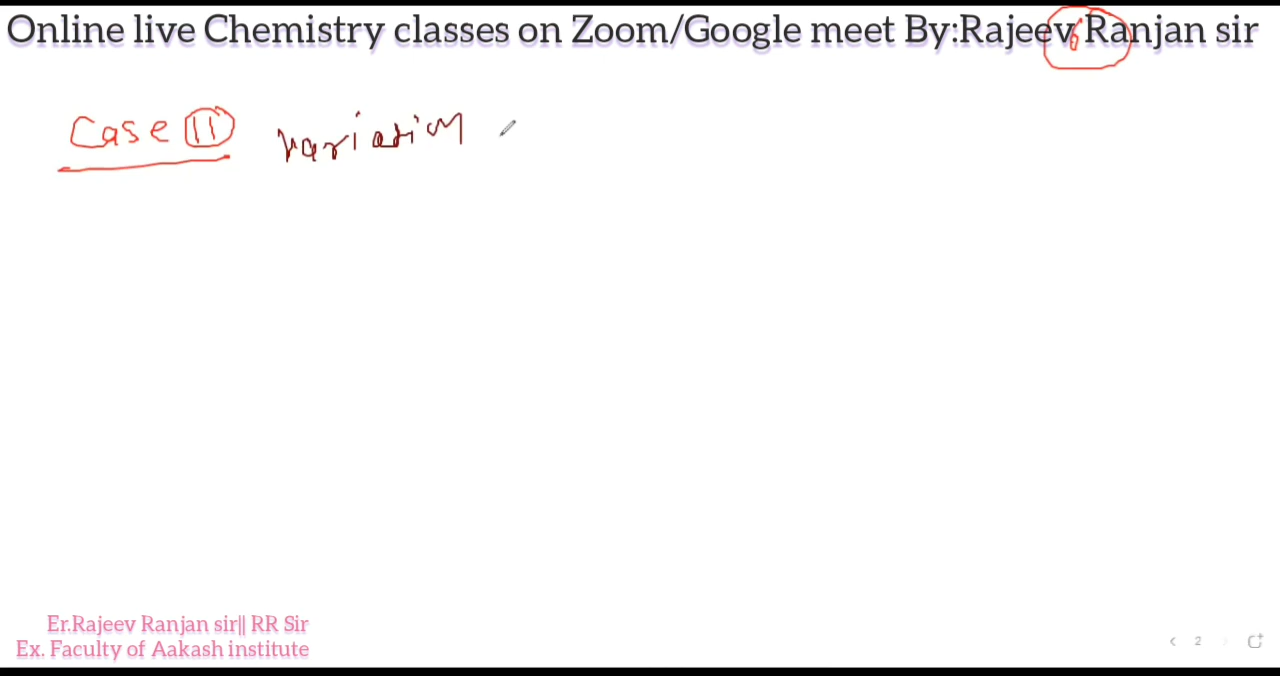 Online live Chemistry classes on Zoom/Google meet By:Rajeev Ranjan sir
Case 11 variation
Er.Rajeev Ranjan sir|| RR Sir
Ex. Faculty of Aakash institute
2